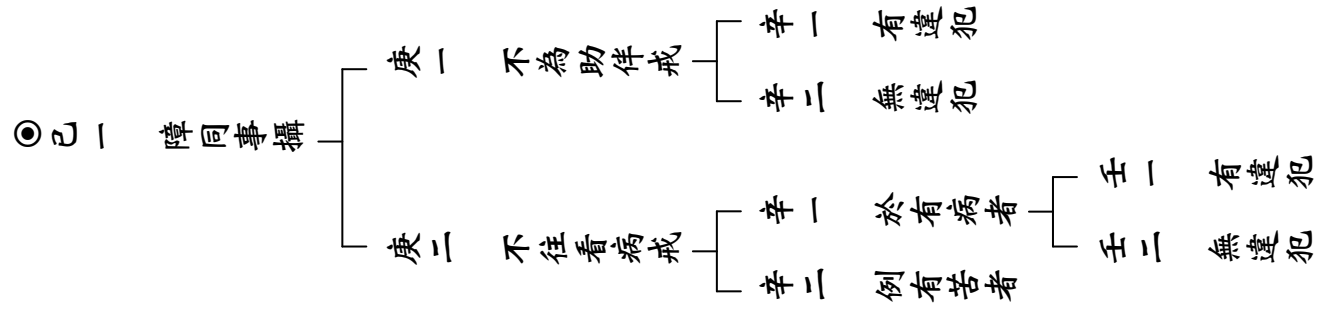 ◉己一 障同事攝
庚一 不為助伴戒
辛一 有違犯
辛二 無違犯
庚二 不往看病戒
辛一 於有病者
壬一 有違犯
壬二 無違犯
辛二 例有苦者